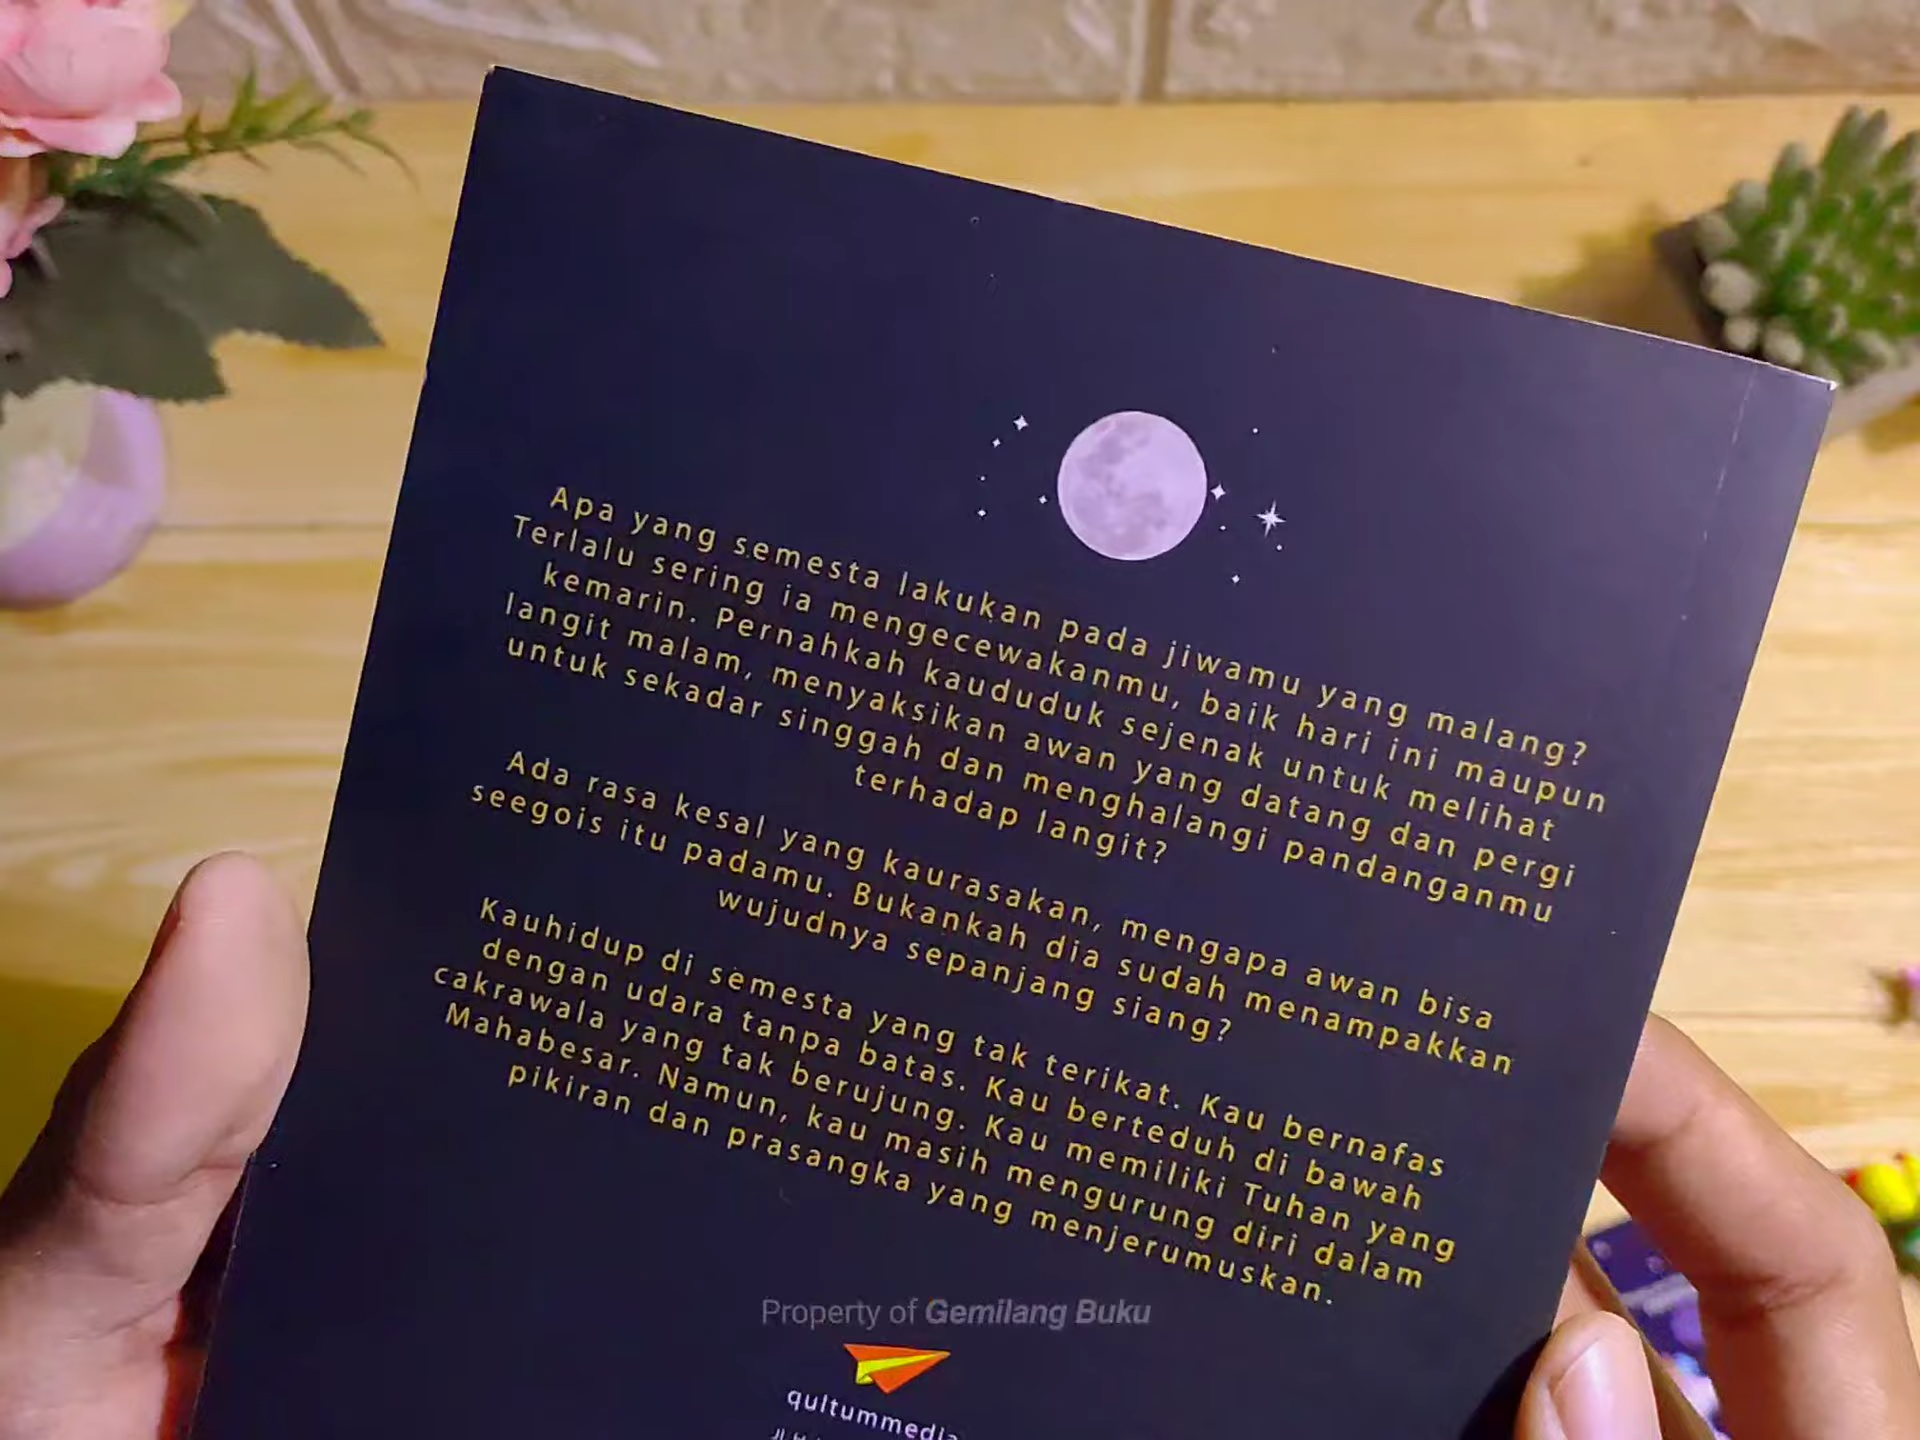 Apa yang semesta lakukan pada jiwamu yang malang?
Terlalu sering ia mengecewakanmu, baik hari ini maupun
kemarin. Pernahkah kaududuk sejenak untuk melihat
langit malam, menyaksikan awan yang datang dan pergi
untuk sekadar singgah dan menghalangi pandanganmu
terhadap langit?
Ada rasa kesal yang kaurasakan, mengapa awan bisa
seegois itu padamu. Bukankah dia sudah menampakkan
wujudnya sepanjang siang?
Kauhidup di semesta yang tak terikat. Kau bernafas
dengan udara tanpa batas. Kau berteduh di bawah
cakrawala yang tak berujung. Kau memiliki Tuhan yang
Mahabesar. Namun, kau masih mengurung diri dalam
pikiran dan prasangka yang menjerumuskan.
Property of Gemilang Buku
qultummedia